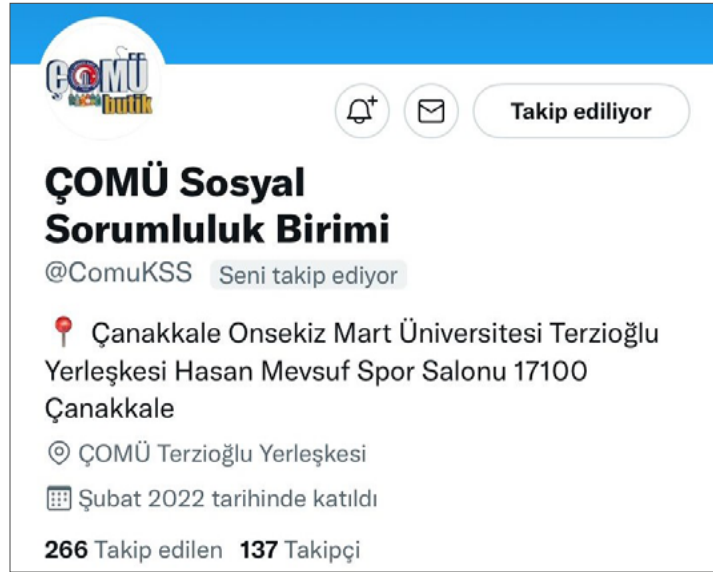 ÇOMÜ
butik
Takip ediliyor
ÇOMÜ Sosyal
Sorumluluk Birimi
@ComuKSS Seni takip ediyor
Çanakkale Onsekiz Mart Üniversitesi Terzioğlu
Yerleşkesi Hasan Mevsuf Spor Salonu 17100
Çanakkale
ÇOMÜ Terzioğlu Yerleşkesi
Şubat 2022 tarihinde katıldı
266 Takip edilen 137 Takipçi